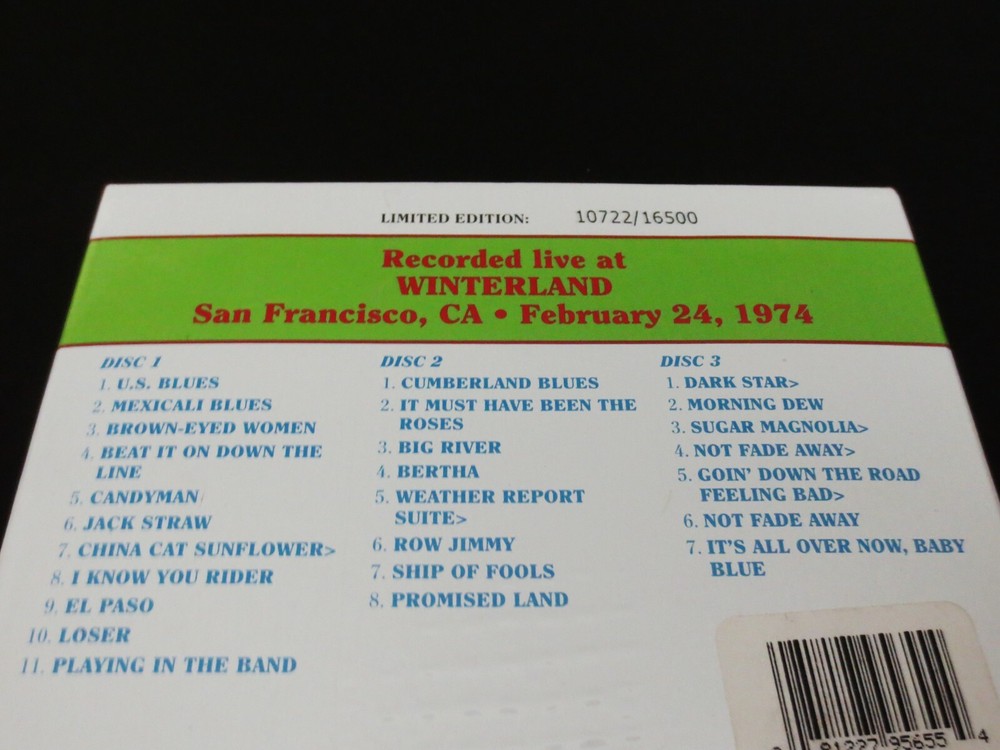 LIMITED EDITION: 10722/16500
Recorded live at
WINTERLAND
San Francisco, CA • February 24, 1974
DISC 1
1. U.S. BLUES
2. MEXICALI BLUES
3. BROWN-EYED WOMEN
4. BEAT IT ON DOWN THE
LINE
5. CANDYMAN
6. JACK STRAW
7. CHINA CAT SUNFLOWER>
8. I KNOW YOU RIDER
9. EL PASO
10. LOSER
11. PLAYING IN THE BAND
DISC 2
1. CUMBERLAND BLUES
2. IT MUST HAVE BEEN THE
ROSES
3. BIG RIVER
4. BERTHA
5. WEATHER REPORT
SUITE>
6. ROW JIMMY
7. SHIP OF FOOLS
8. PROMISED LAND
DISC 3
1. DARK STAR>
2. MORNING DEW
3. SUGAR MAGNOLIA>
4. NOT FADE AWAY>
5. GOIN' DOWN THE ROAD
FEELING BAD>
6. NOT FADE AWAY
7. IT'S ALL OVER NOW, BABY
BLUE
95655 4